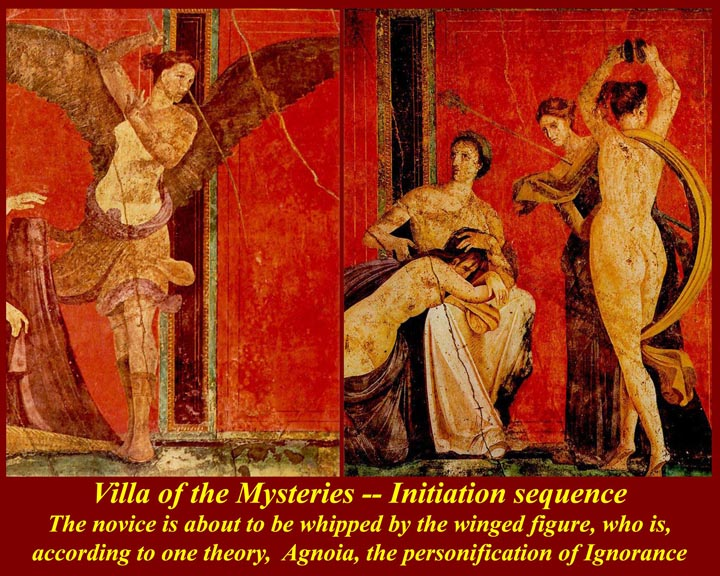 Villa of the Mysteries -- Initiation sequence
The novice is about to be whipped by the winged figure, who is,
according to one theory,  Agnoia, the personification of Ignorance